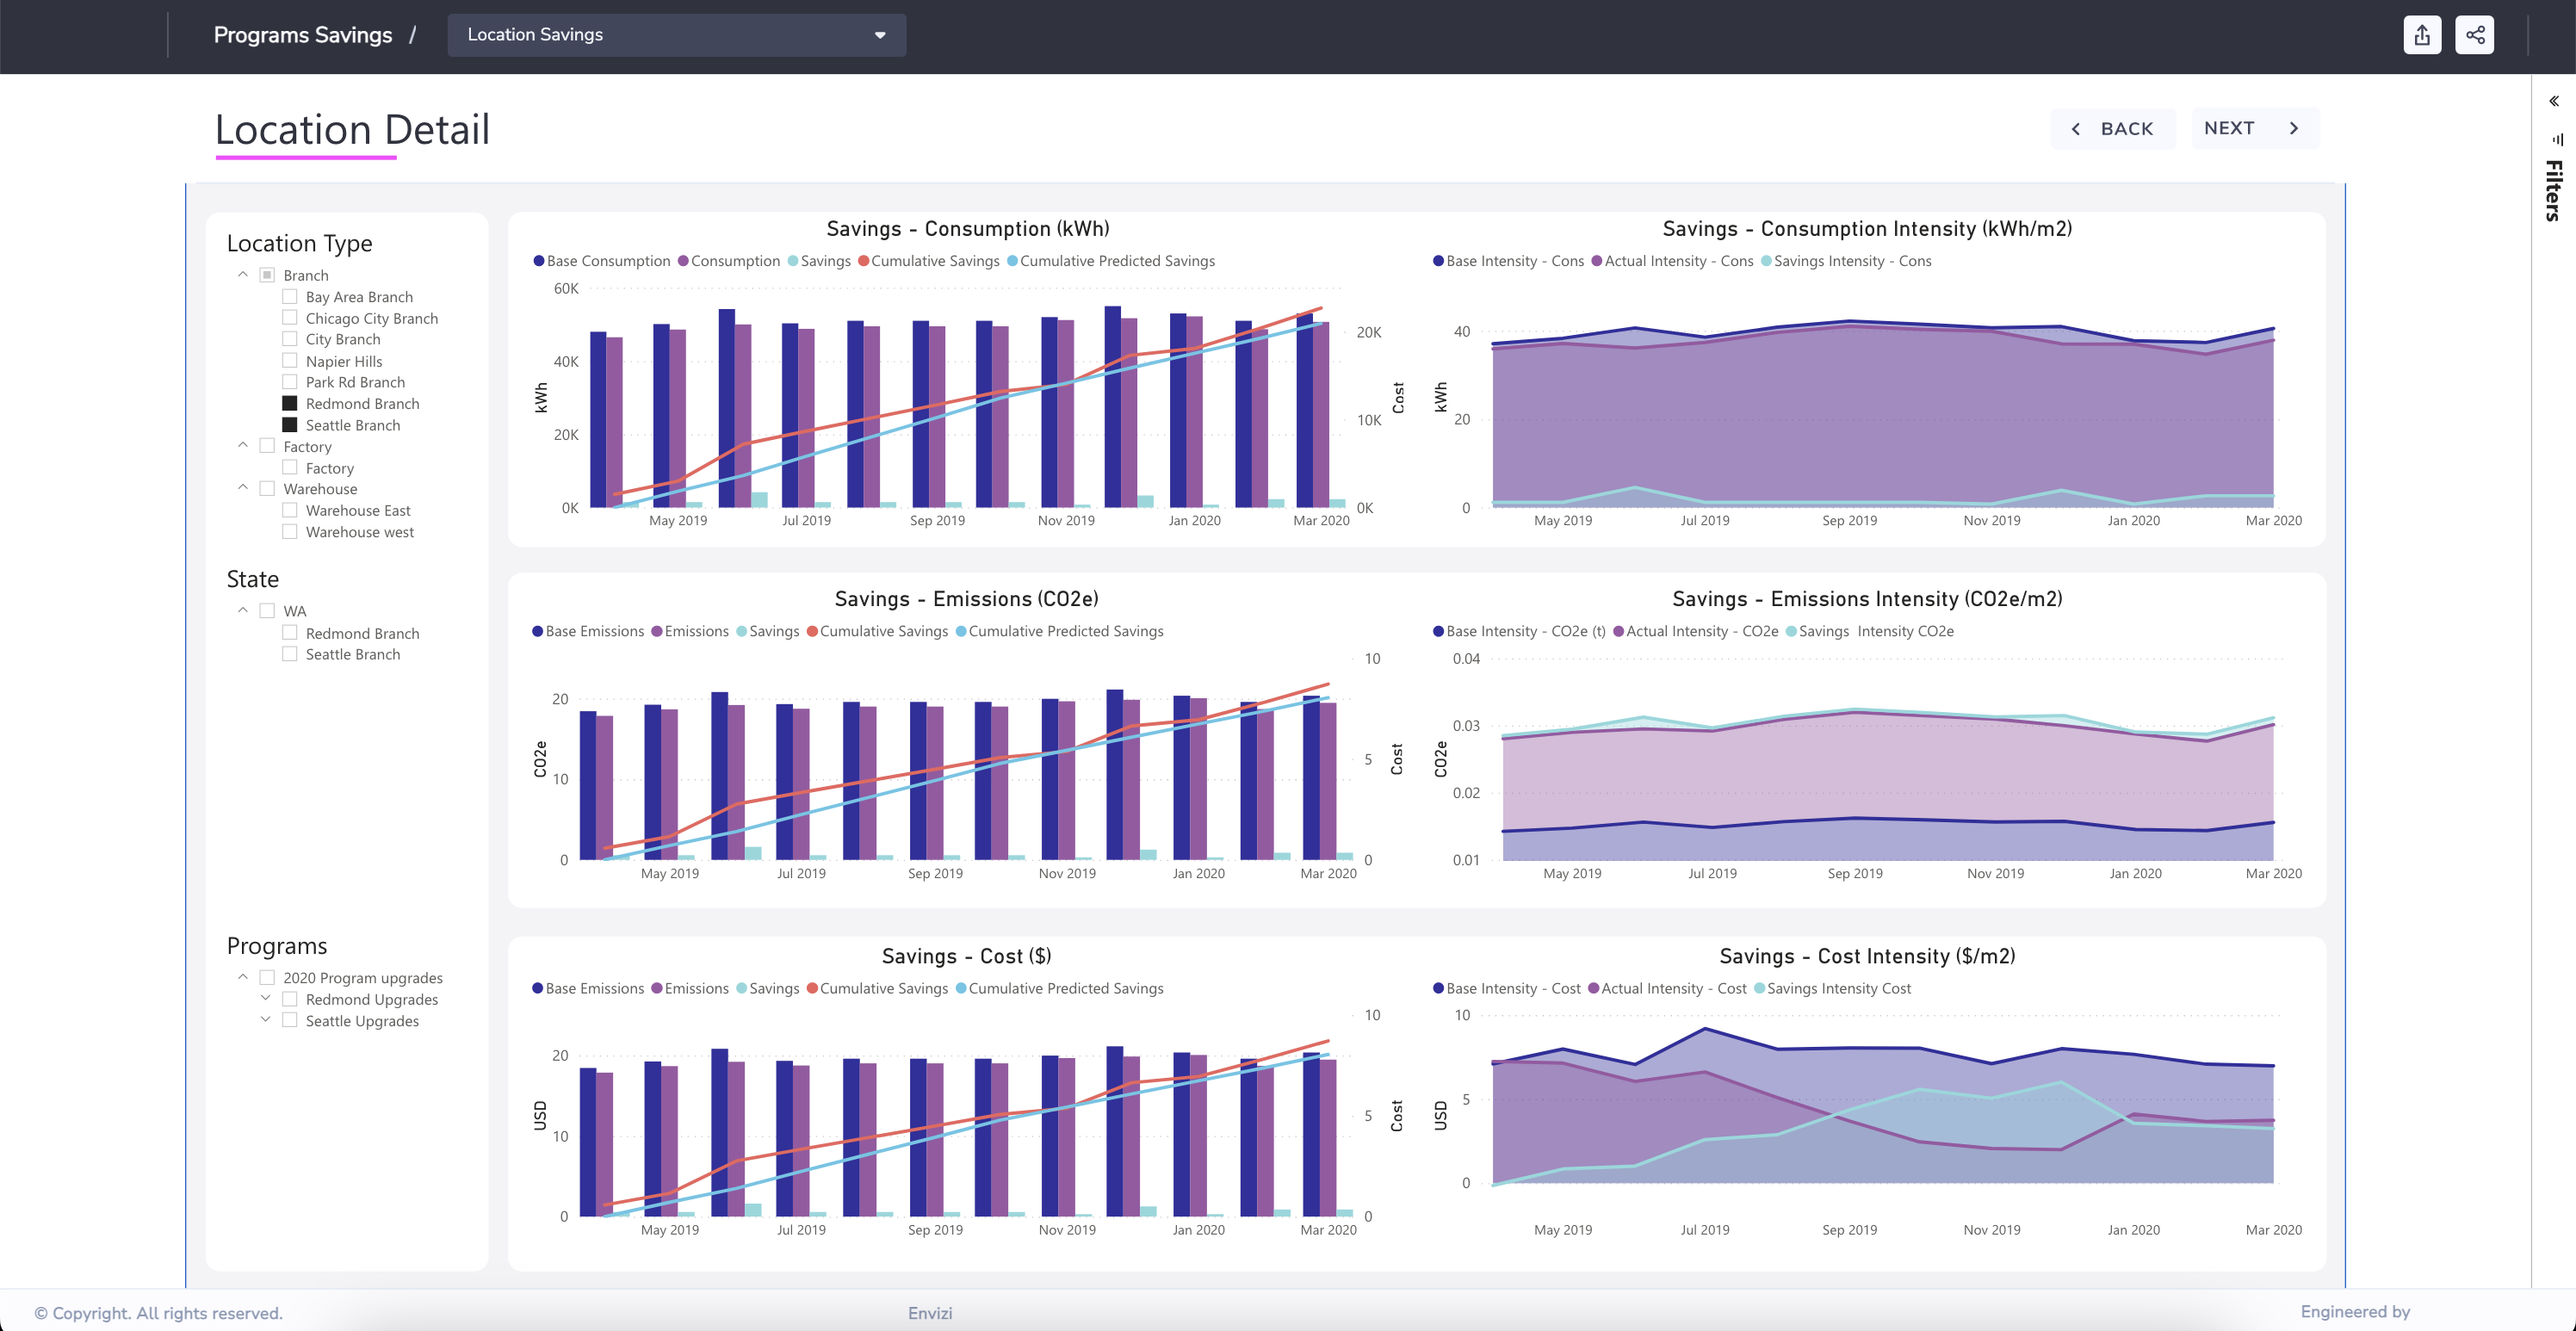 Programs Savings /
Location Savings
Location Detail
BACK
NEXT
Filters
Location Type
Branch
Bay Area Branch
Chicago City Branch
City Branch
Napier Hills
Park Rd Branch
Redmond Branch
Seattle Branch
Factory
Factory
Warehouse
Warehouse East
Warehouse west
State
WA
Redmond Branch
Seattle Branch
Programs
2020 Program upgrades
Redmond Upgrades
Seattle Upgrades
Savings - Consumption (kWh)
Base Consumption Consumption Savings Cumulative Savings Cumulative Predicted Savings
60K
40K
20K
0K
kWh
20K
10K
0K
Cost
May 2019 Jul 2019 Sep 2019 Nov 2019 Jan 2020 Mar 2020
Savings - Consumption Intensity (kWh/m2)
Base Intensity - Cons Actual Intensity - Cons Savings Intensity - Cons
40
20
0
kWh
May 2019 Jul 2019 Sep 2019 Nov 2019 Jan 2020 Mar 2020
Savings - Emissions (CO2e)
Base Emissions Emissions Savings Cumulative Savings Cumulative Predicted Savings
20
10
0
CO2e
10
5
0
Cost
May 2019 Jul 2019 Sep 2019 Nov 2019 Jan 2020 Mar 2020
Savings - Emissions Intensity (CO2e/m2)
Base Intensity - CO2e (t) Actual Intensity - CO2e Savings Intensity CO2e
0.04
0.03
0.02
0.01
CO2e
May 2019 Jul 2019 Sep 2019 Nov 2019 Jan 2020 Mar 2020
Savings - Cost ($)
Base Emissions Emissions Savings Cumulative Savings Cumulative Predicted Savings
20
10
0
USD
10
5
0
Cost
May 2019 Jul 2019 Sep 2019 Nov 2019 Jan 2020 Mar 2020
Savings - Cost Intensity ($/m2)
Base Intensity - Cost Actual Intensity - Cost Savings Intensity Cost
10
5
0
USD
May 2019 Jul 2019 Sep 2019 Nov 2019 Jan 2020 Mar 2020
© Copyright. All rights reserved.
Envizi
Engineered by